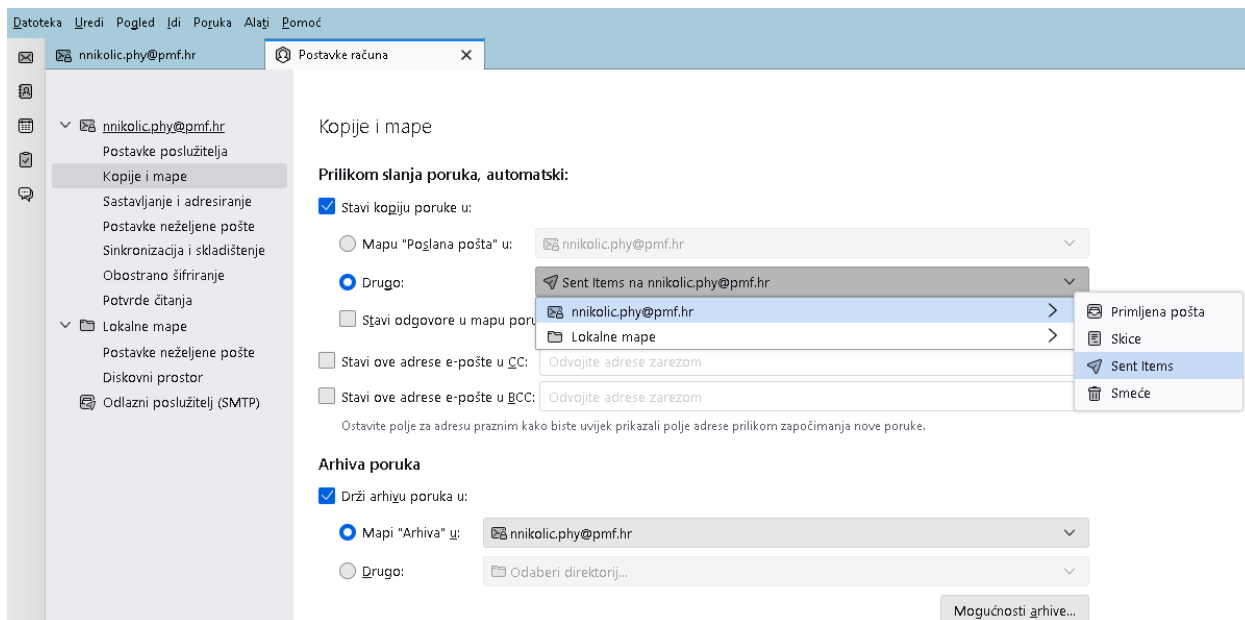 Datoteka Uredi Pogled Idi Poruka Alati Pomoć
nnikolic.phy@pmf.hr Postavke računa
nnikolic.phy@pmf.hr
Postavke poslužitelja
Kopije i mape
Sastavljanje i adresiranje
Postavke neželjene pošte
Sinkronizacija i skladištenje
Obostrano šifriranje
Potvrde čitanja
Lokalne mape
Postavke neželjene pošte
Diskovni prostor
Odlazni poslužitelj (SMTP)
Kopije i mape
Prilikom slanja poruka, automatski:
Stavi kopiju poruke u:
Mapu "Poslana pošta" u: nnikolic.phy@pmf.hr
Drugo: Sent Items na nnikolic.phy@pmf.hr
nnikolic.phy@pmf.hr
Lokalne mape
Primljena pošta
Skice
Sent Items
Smeće
Stavi odgovore u mapu poru
Stavi ove adrese e-pošte u CC: Odvojite adrese zarezom
Stavi ove adrese e-pošte u BCC: Odvojite adrese zarezom
Ostavite polje za adresu praznim kako biste uvijek prikazali polje adrese prilikom započimanja nove poruke.
Arhiva poruka
Drži arhivu poruka u:
Mapi "Arhiva" u: nnikolic.phy@pmf.hr
Drugo: Odaberi direktorij...
Mogućnosti arhive...